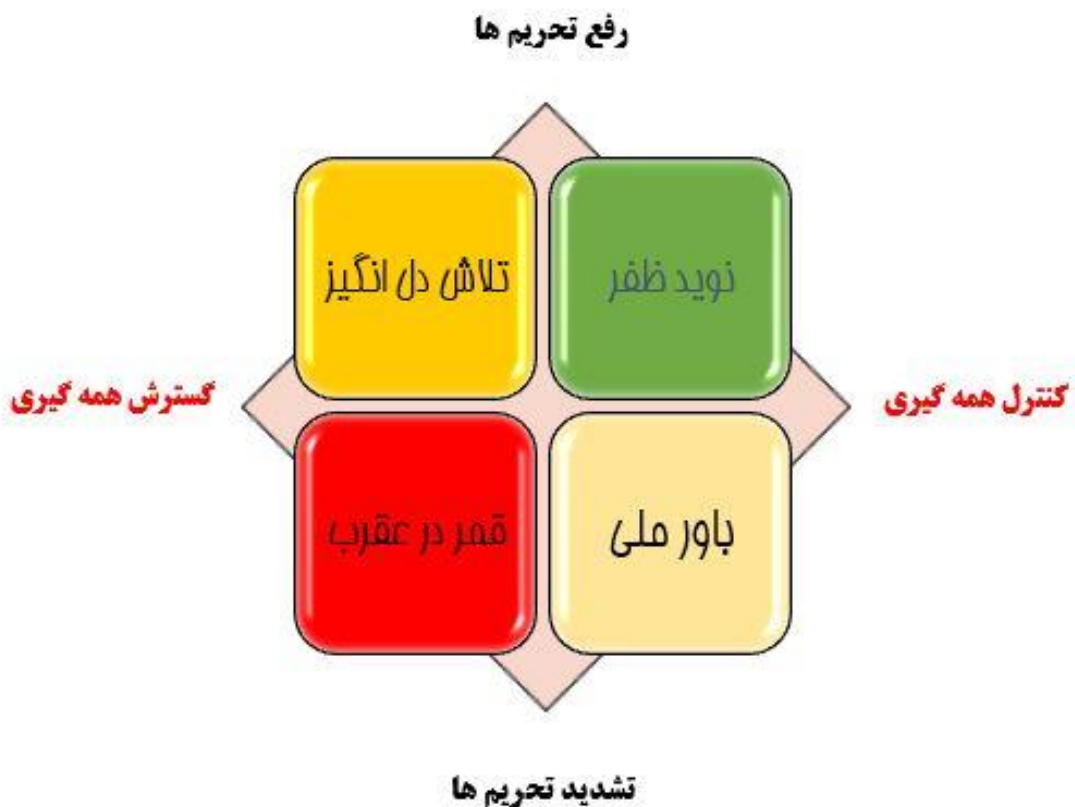 رفع تحریم ها
نوید ظفر
تلاش دل انگیز
کنترل همه گیری
گسترش همه گیری
باور ملی
قمر در عقرب
تشدید تحریم ها